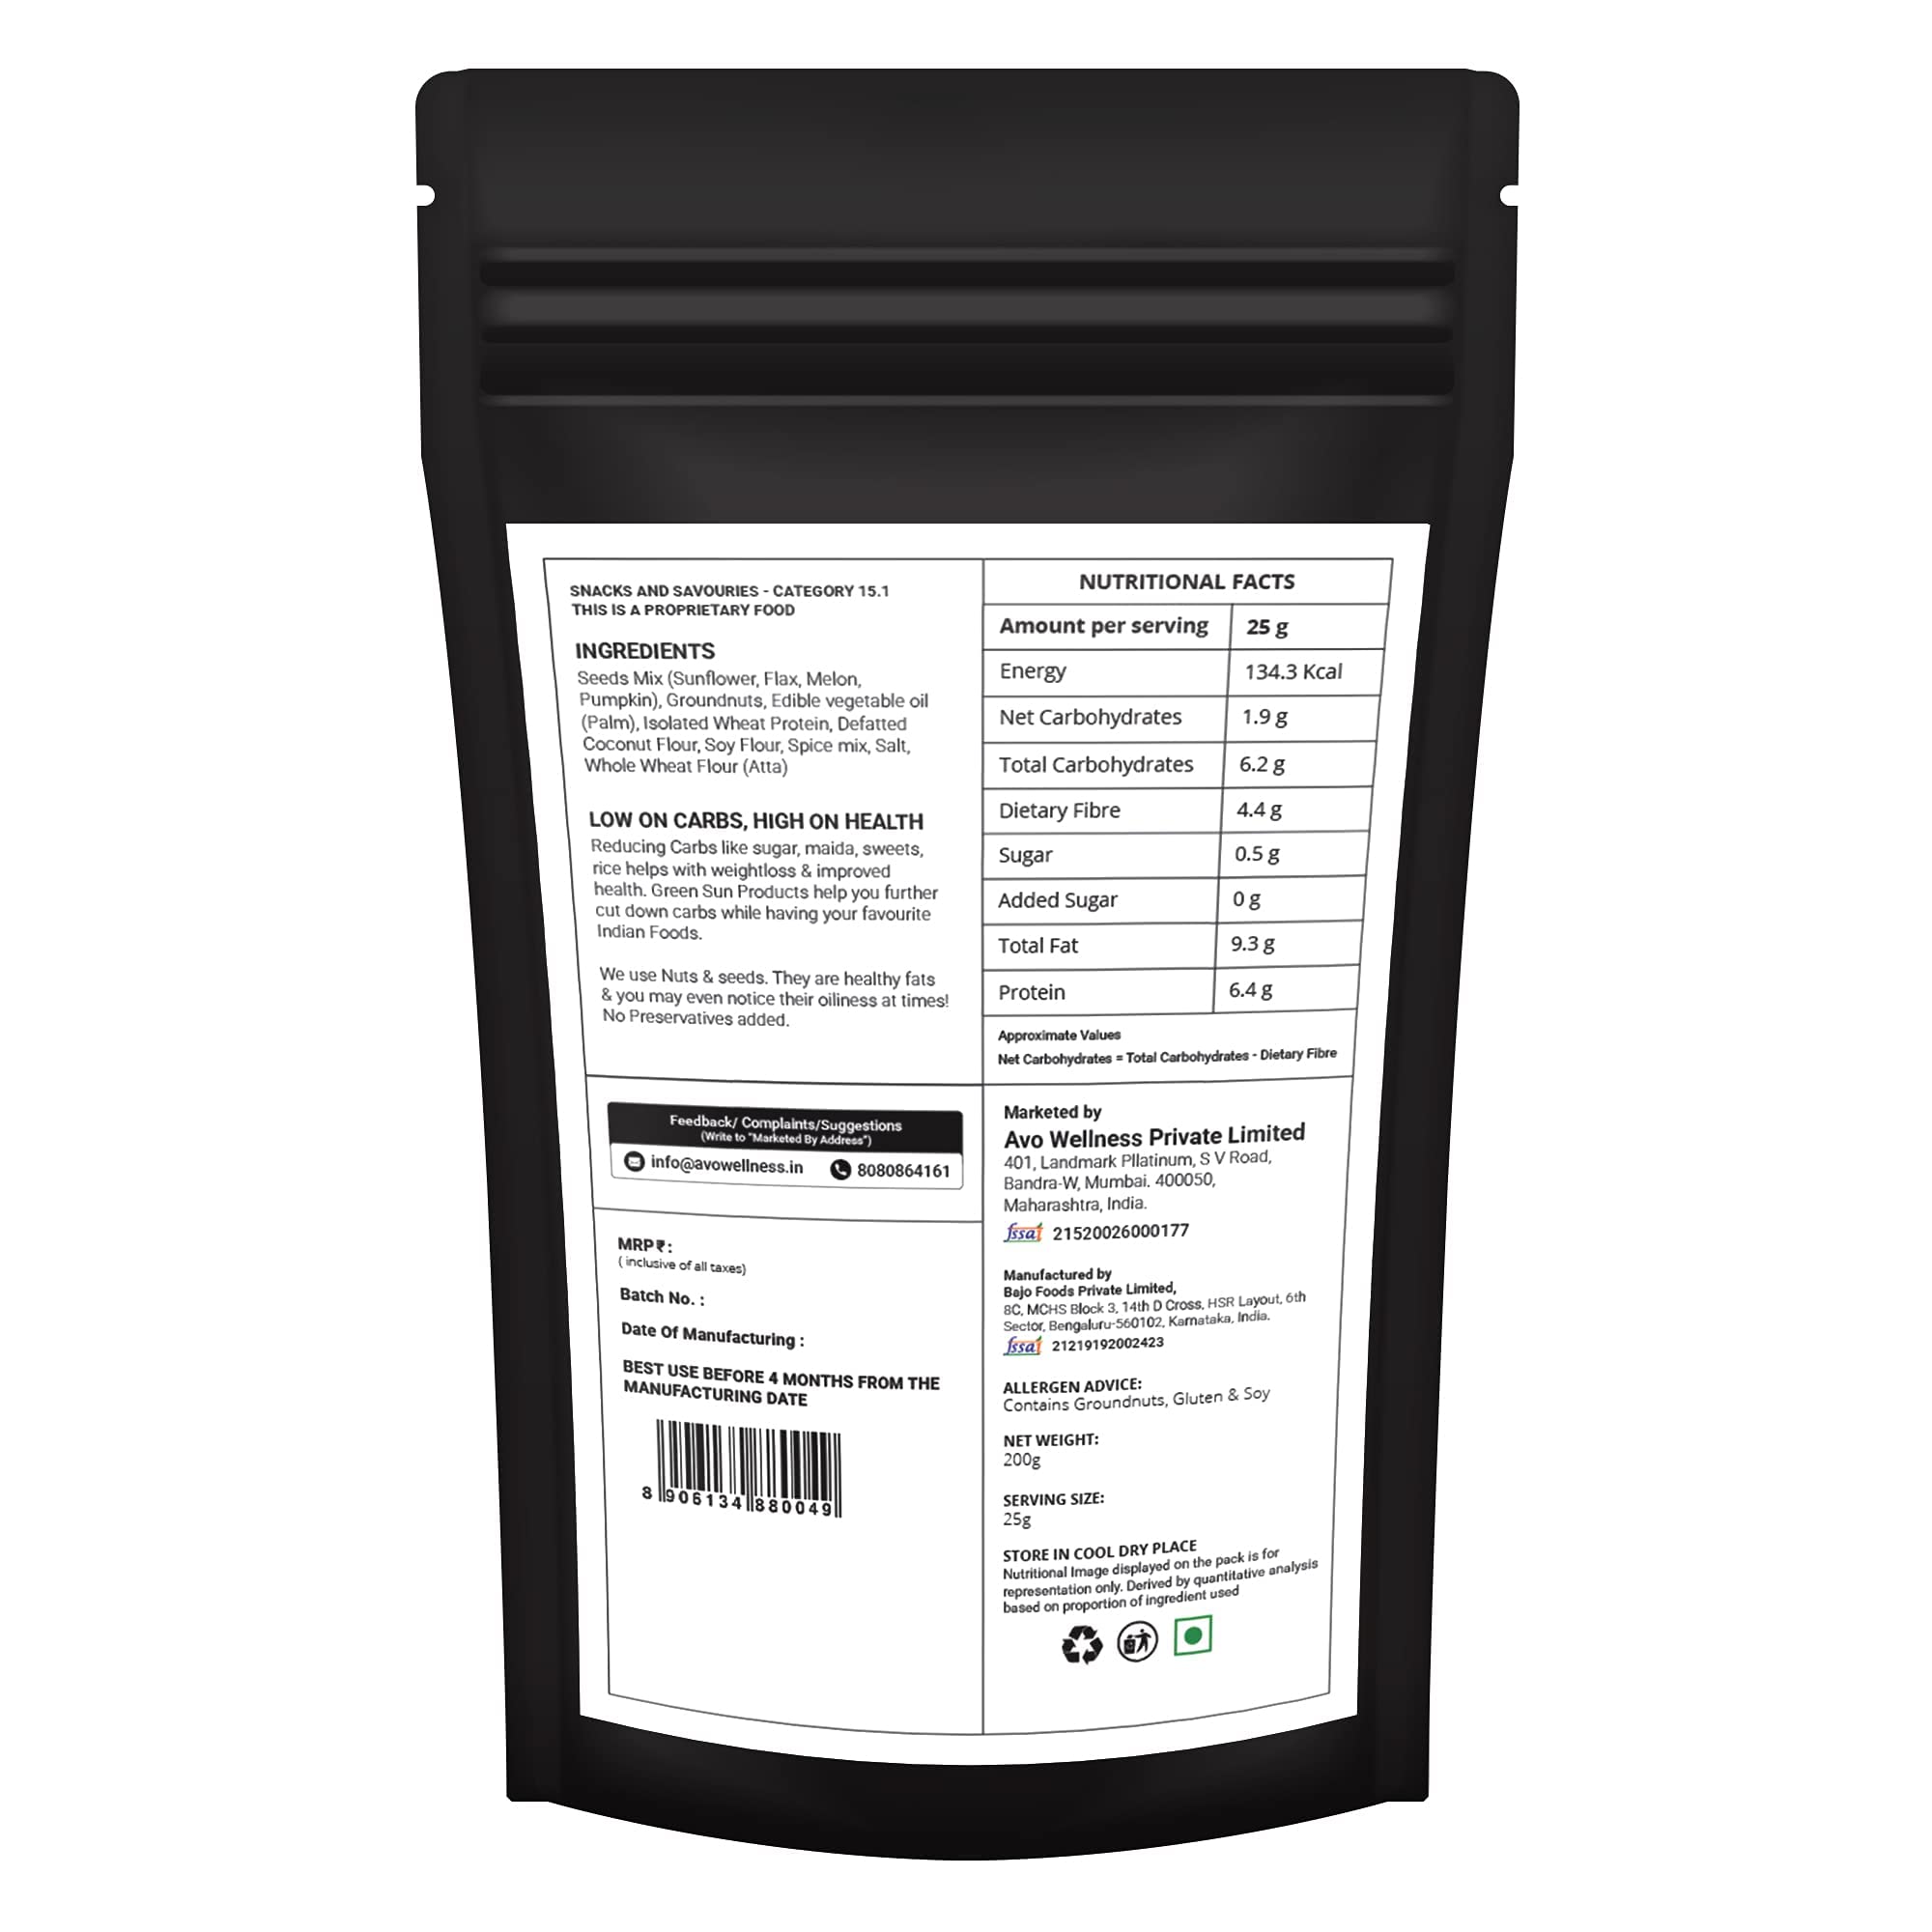 SNACKS AND SAVOURIES - CATEGORY 15.1
THIS IS A PROPRIETARY FOOD
INGREDIENTS
Seeds Mix (Sunflower, Flax, Melon,
Pumpkin), Groundnuts, Edible vegetable oil
(Palm), Isolated Wheat Protein, Defatted
Coconut Flour, Soy Flour, Spice mix, Salt,
Whole Wheat Flour (Atta)
LOW ON CARBS, HIGH ON HEALTH
Reducing Carbs like sugar, maida, sweets,
rice helps with weightloss & improved
health. Green Sun Products help you further
cut down carbs while having your favourite
Indian Foods.
We use Nuts & seeds. They are healthy fats
& you may even notice their oiliness at times!
No Preservatives added.
NUTRITIONAL FACTS
Amount per serving 25 g
Energy 134.3 Kcal
Net Carbohydrates 1.9 g
Total Carbohydrates 6.2 g
Dietary Fibre 4.4 g
Sugar 0.5 g
Added Sugar 0 g
Total Fat 9.3 g
Protein 6.4 g
Approximate Values
Net Carbohydrates = Total Carbohydrates - Dietary Fibre
Feedback/ Complaints/Suggestions
(Write to "Marketed By Address")
info@avowellness.in 8080864161
MRP₹:
( inclusive of all taxes)
Batch No. :
Date Of Manufacturing :
BEST USE BEFORE 4 MONTHS FROM THE
MANUFACTURING DATE
8 906134 880049
Marketed by
Avo Wellness Private Limited
401, Landmark Pllatinum, S V Road,
Bandra-W, Mumbai. 400050,
Maharashtra, India.
fssai 21520026000177
Manufactured by
Bajo Foods Private Limited,
8C, MCHS Block 3, 14th D Cross, HSR Layout, 6th
Sector, Bengaluru-560102, Karnataka, India.
fssai 21219192002423
ALLERGEN ADVICE:
Contains Groundnuts, Gluten & Soy
NET WEIGHT:
200g
SERVING SIZE:
25g
STORE IN COOL DRY PLACE
Nutritional Image displayed on the pack is for
representation only. Derived by quantitative analysis
based on proportion of ingredient used